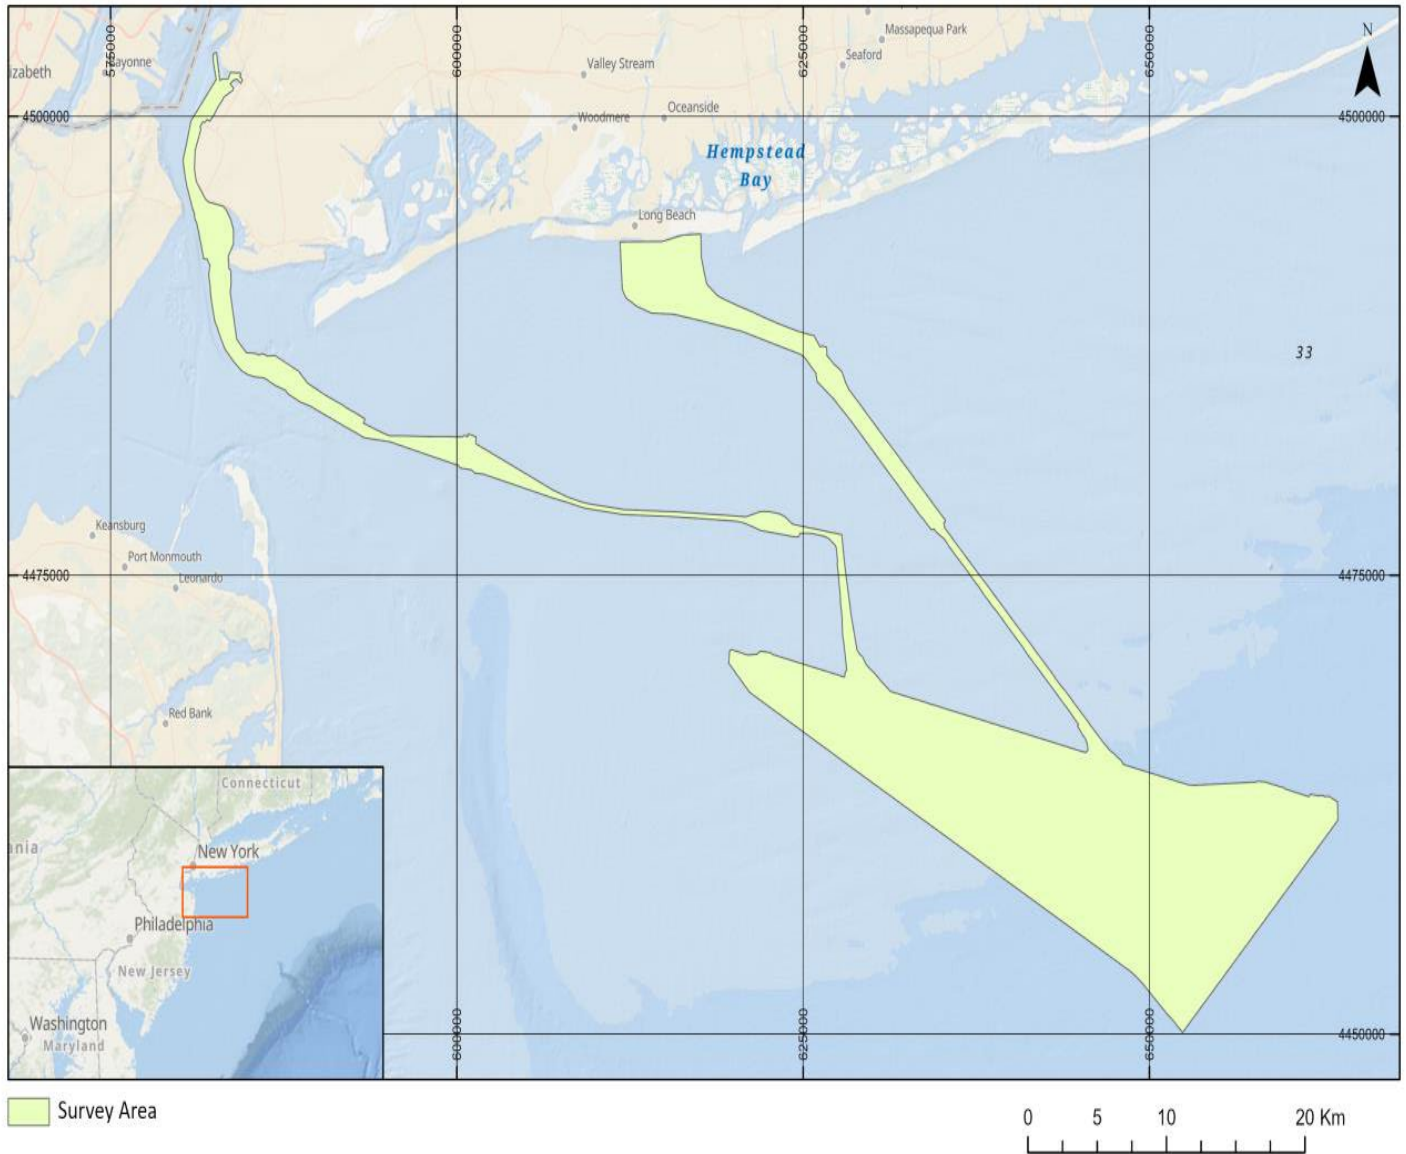 575000
600000
625000
650000
N
Massapequa Park
Seaford
Bayonne
izabeth
Valley Stream
Oceanside
Woodmere
4500000
4500000
Hempstead
Bay
Long Beach
33
Keansburg
Port Monmouth
Leonardo
4475000
4475000
Red Bank
Connecticut
ania
New York
Philadelphia
New Jersey
Washington
Maryland
600000
625000
650000
4450000
Survey Area
0 5 10 20 Km